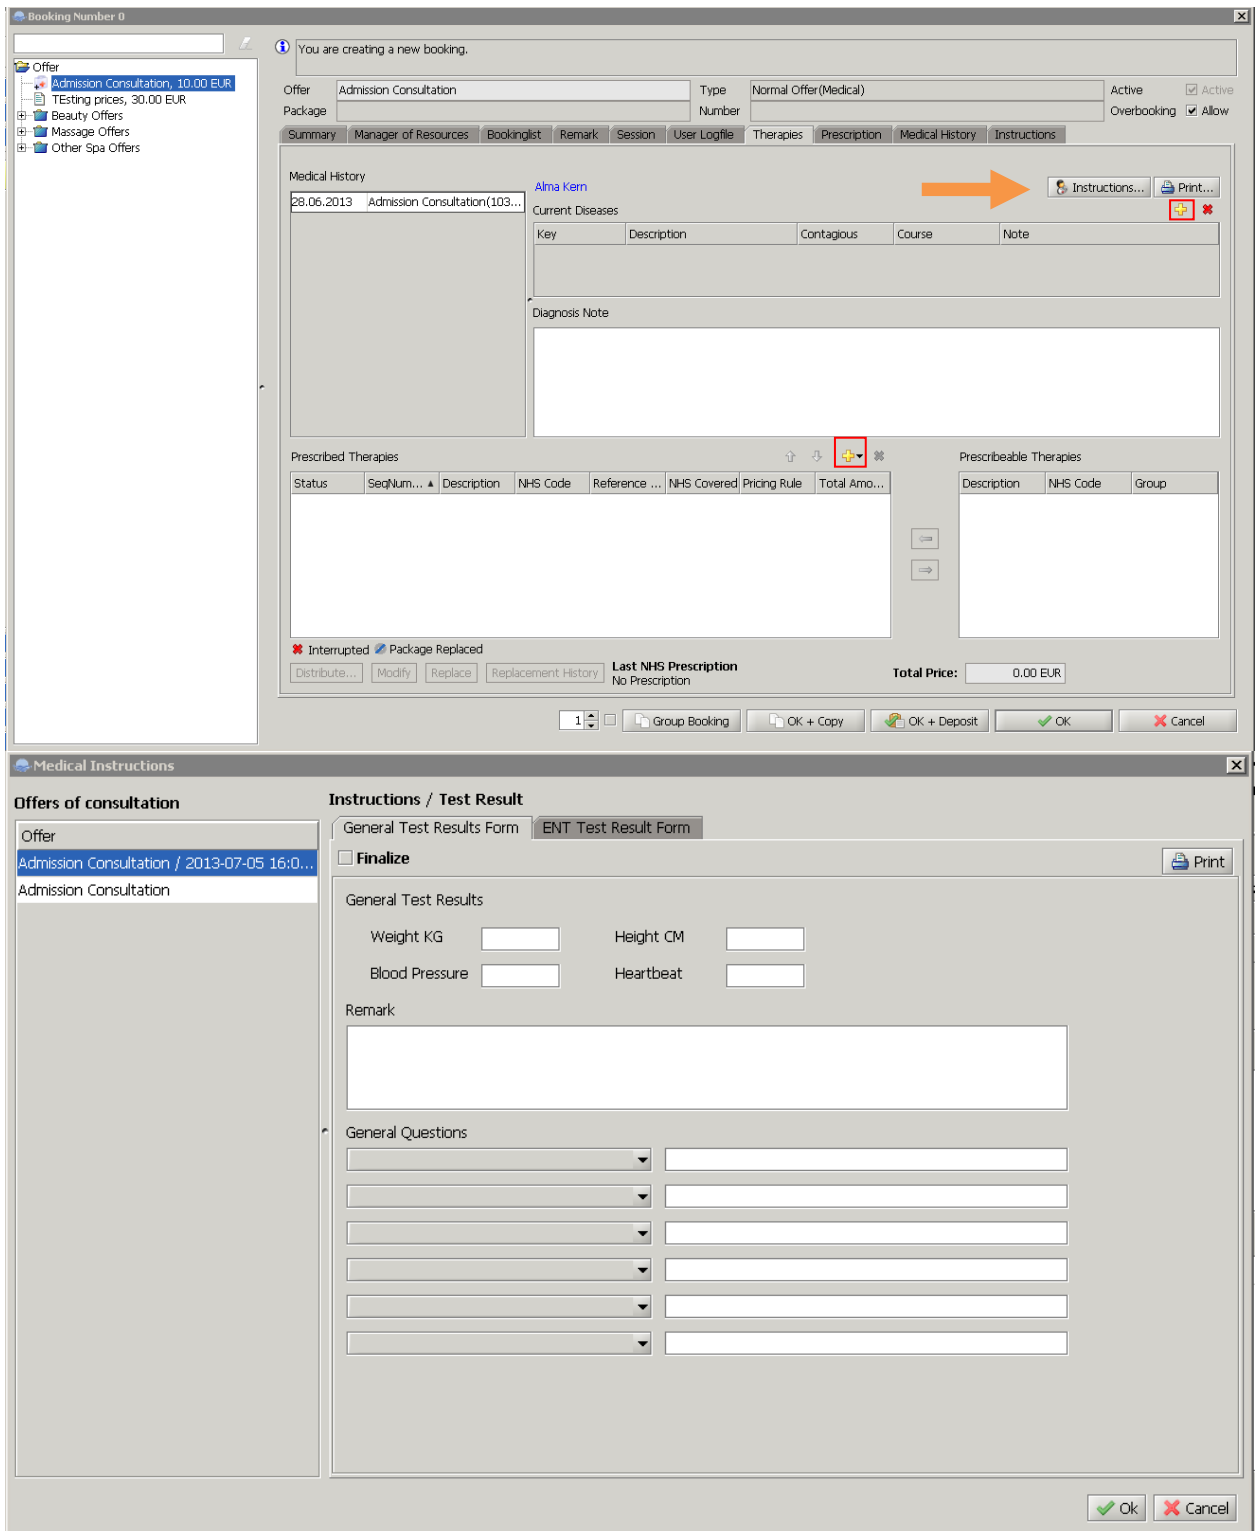 Booking Number 0
You are creating a new booking.
Offer
Admission Consultation, 10.00 EUR
TEsting prices, 30.00 EUR
Beauty Offers
Massage Offers
Other Spa Offers
Offer Admission Consultation Type Normal Offer(Medical) Active Active
Package Number Overbooking Allow
Summary Manager of Resources Bookinglist Remark Session User Logfile Therapies Prescription Medical History Instructions
Medical History
28.06.2013 Admission Consultation(103...
Alma Kern
Instructions... Print...
Current Diseases
Key Description Contagious Course Note
Diagnosis Note
Prescribed Therapies
Status SeqNum... Description NHS Code Reference ... NHS Covered Pricing Rule Total Amo...
Prescribeable Therapies
Description NHS Code Group
Interrupted Package Replaced
Distribute... Modify Replace Replacement History
Last NHS Prescription
No Prescription
Total Price: 0.00 EUR
1 Group Booking OK + Copy OK + Deposit OK Cancel
Medical Instructions
Offers of consultation
Offer
Admission Consultation / 2013-07-05 16:0...
Admission Consultation
Instructions / Test Result
General Test Results Form ENT Test Result Form
Finalize
Print
General Test Results
Weight KG Height CM
Blood Pressure Heartbeat
Remark
General Questions
Ok Cancel